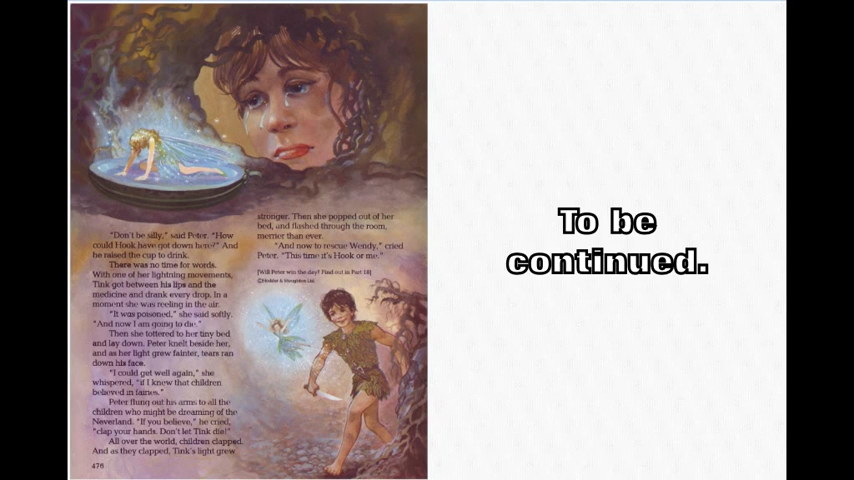 "Don't be silly," said Peter. "How
could Hook have got down here?" And
he raised the cup to drink.
There was no time for words.
With one of her lightning movements,
Tink got between his lips and the
medicine and drank every drop. In a
moment she was reeling in the air.
"It was poisoned," she said softly.
"And now I am going to die."
Then she tottered to her tiny bed
and lay down. Peter knelt beside her,
and as her light grew fainter, tears ran
down his face.
"I could get well again," she
whispered, "if I knew that children
believed in fairies."
Peter flung out his arms to all the
children who might be dreaming of the
Neverland. "If you believe," he cried,
"clap your hands. Don't let Tink die!"
All over the world, children clapped.
And as they clapped, Tink's light grew
476
stronger. Then she popped out of her
bed, and flashed through the room,
merrier than ever.
"And now to rescue Wendy," cried
Peter. "This time it's Hook or me."
[Will Peter win the day? Find out in Part 18]
©Hodder & Stoughton Ltd.
To be
continued.